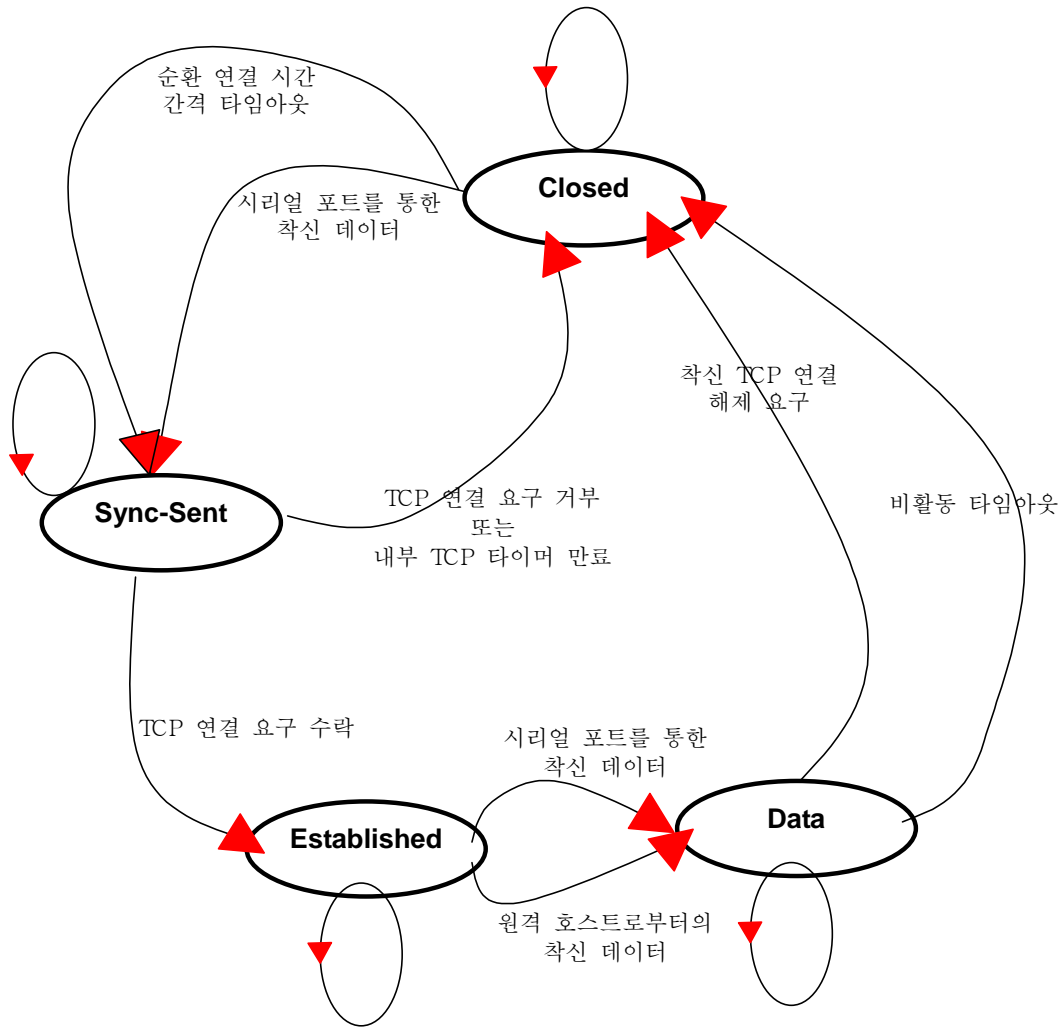 순환 연결 시간
간격 타임아웃
Closed
시리얼 포트를 통한
착신 데이터
착신 TCP 연결
해제 요구
TCP 연결 요구 거부
또는
내부 TCP 타이머 만료
비활동 타임아웃
Sync-Sent
TCP 연결 요구 수락
시리얼 포트를 통한
착신 데이터
Established
Data
원격 호스트로부터의
착신 데이터